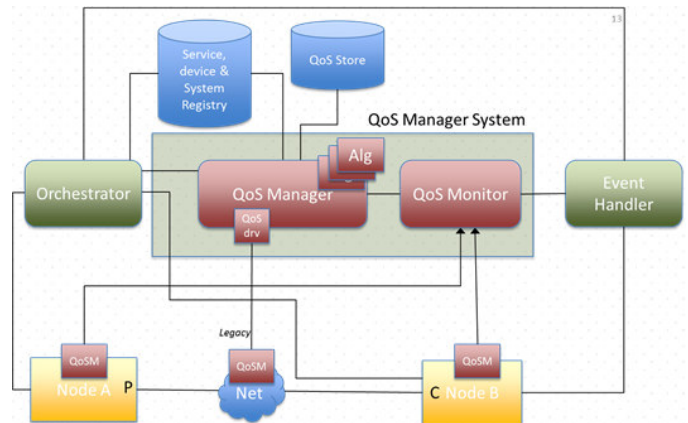 13
Service,
device &
System
Registry
QoS Store
QoS Manager System
Alg
Orchestrator
QoS Manager
QoS Monitor
Event
Handler
QoS
drv
Legacy
QoSM
QoSM
QoSM
Node A
P
Net
C
Node B